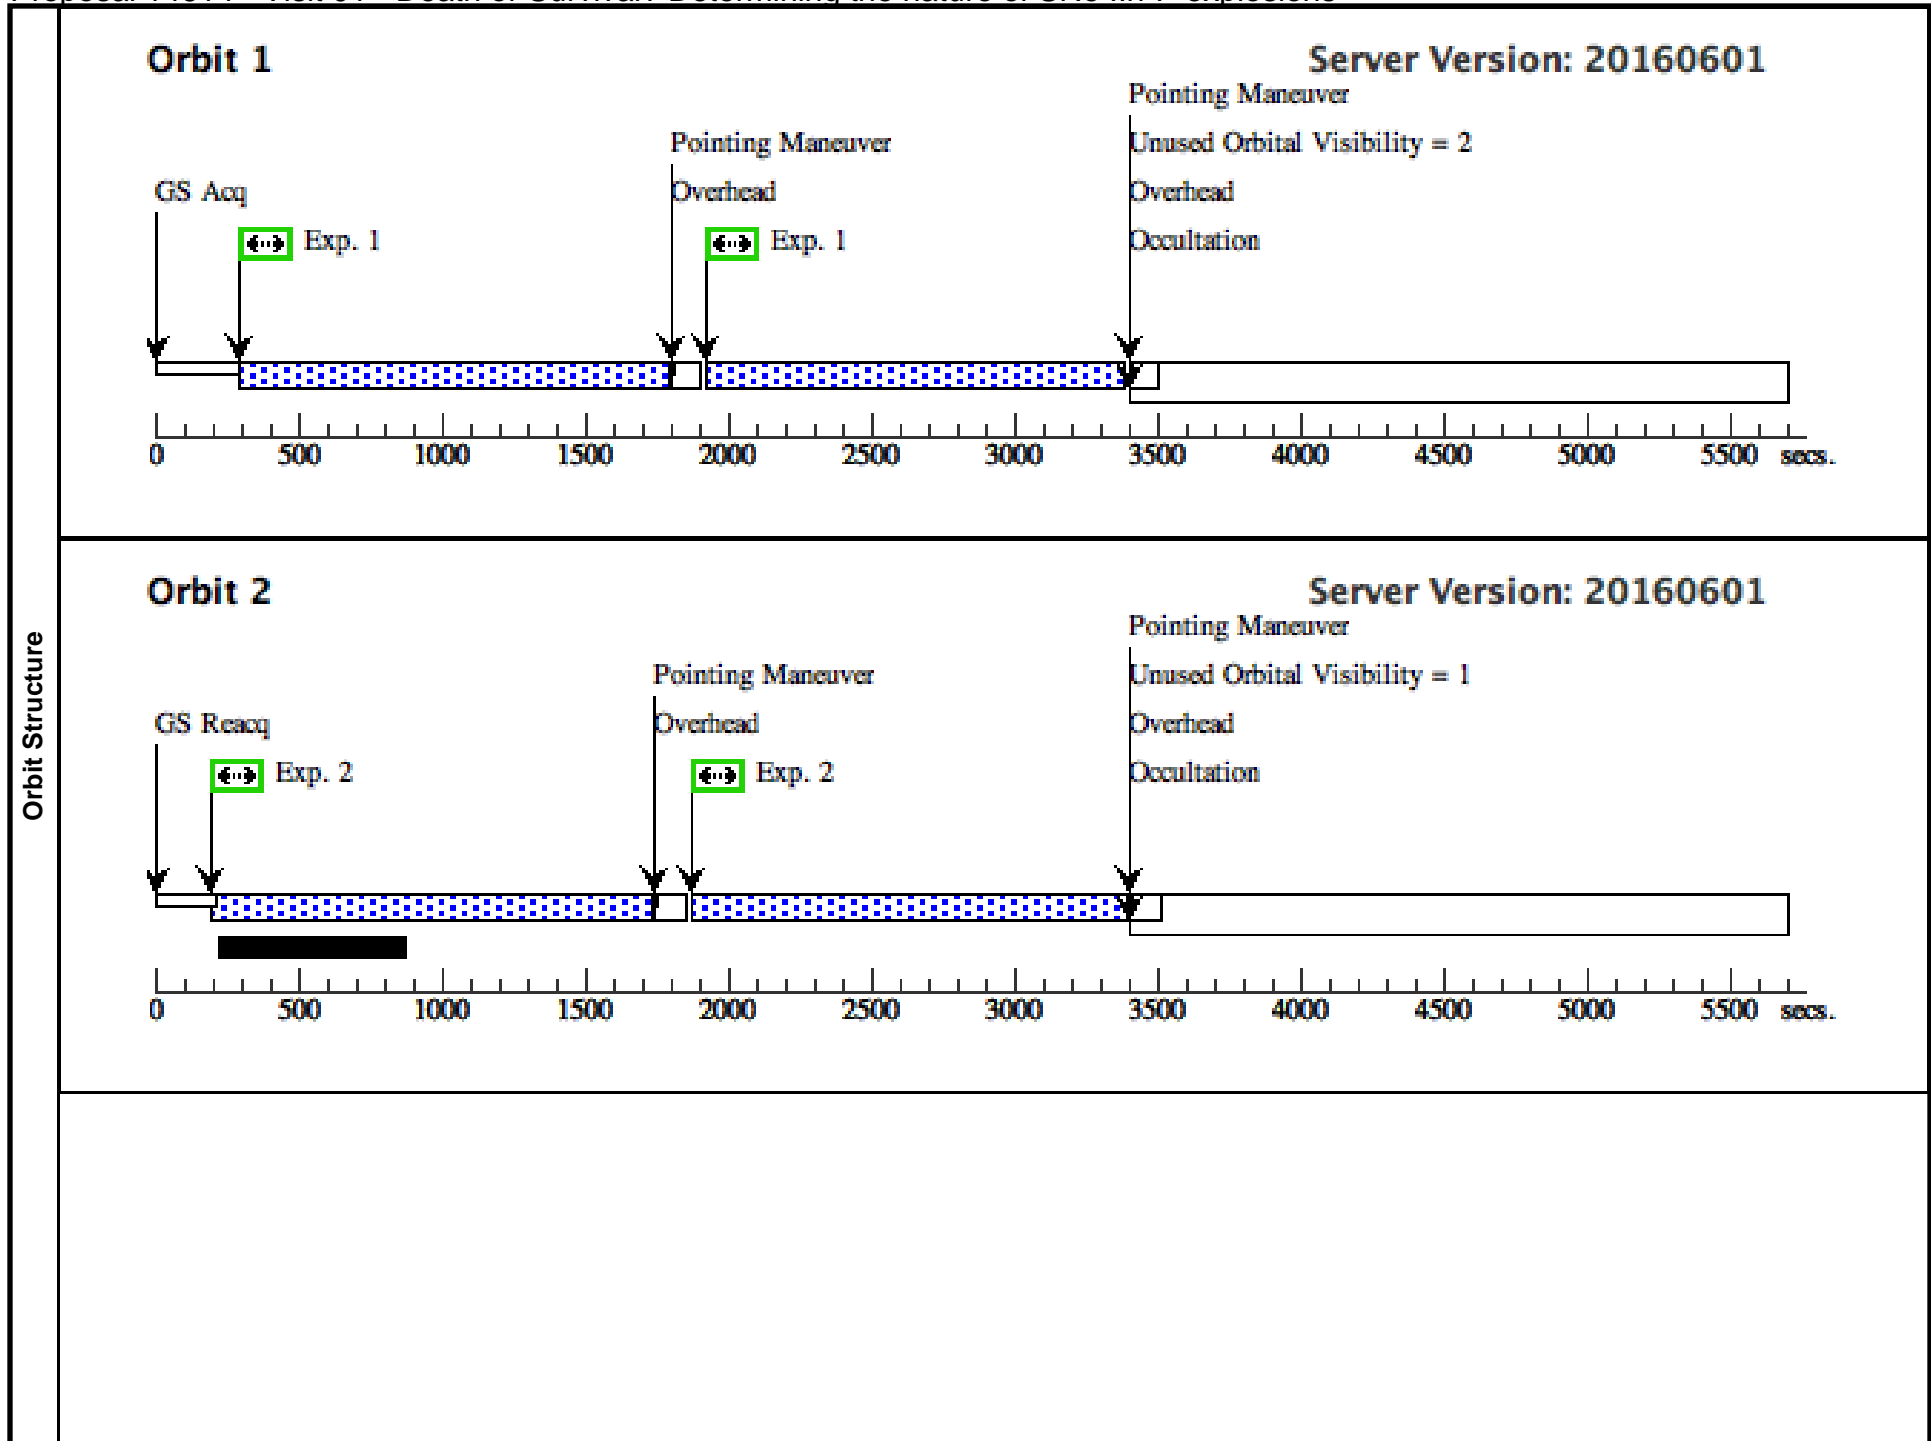 Orbit 1
Server Version: 20160601
Pointing Maneuver
Pointing Maneuver
Unused Orbital Visibility = 2
GS Acq
Overhead
Overhead
Exp. 1
Exp. 1
Occultation
0 500 1000 1500 2000 2500 3000 3500 4000 4500 5000 5500 secs.
Orbit Structure
Orbit 2
Server Version: 20160601
Pointing Maneuver
Pointing Maneuver
Unused Orbital Visibility = 1
GS Reacq
Overhead
Overhead
Exp. 2
Exp. 2
Occultation
0 500 1000 1500 2000 2500 3000 3500 4000 4500 5000 5500 secs.